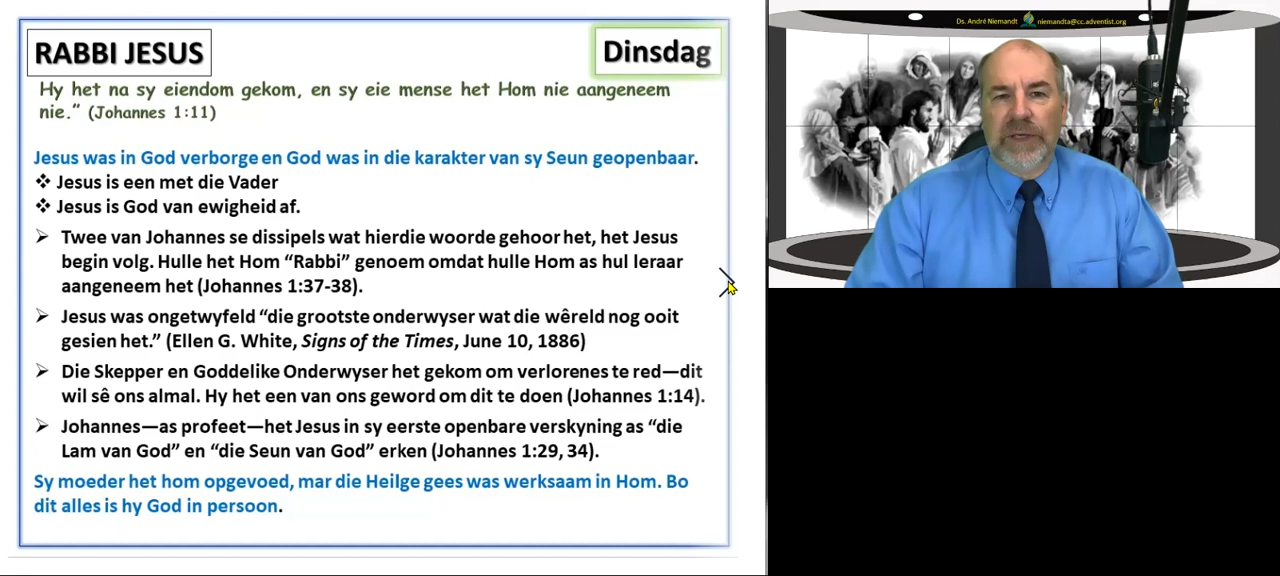 RABBI JESUS
Dinsdag
Hy het na sy eiendom gekom, en sy eie mense het Hom nie aangeneem
nie.” (Johannes 1:11)
Jesus was in God verborge en God was in die karakter van sy Seun geopenbaar.
❖ Jesus is een met die Vader
❖ Jesus is God van ewigheid af.
➢ Twee van Johannes se dissipels wat hierdie woorde gehoor het, het Jesus
begin volg. Hulle het Hom “Rabbi” genoem omdat hulle Hom as hul leraar
aangeneem het (Johannes 1:37-38).
➢ Jesus was ongetwyfeld “die grootste onderwyser wat die wêreld nog ooit
gesien het.” (Ellen G. White, Signs of the Times, June 10, 1886)
➢ Die Skepper en Goddelike Onderwyser het gekom om verlorenes te red—dit
wil sê ons almal. Hy het een van ons geword om dit te doen (Johannes 1:14).
➢ Johannes—as profeet—het Jesus in sy eerste openbare verskyning as “die
Lam van God” en “die Seun van God” erken (Johannes 1:29, 34).
Sy moeder het hom opgevoed, mar die Heilge gees was werksaam in Hom. Bo
dit alles is hy God in persoon.
Ds. André Niemandt niemandta@cc.adventist.org